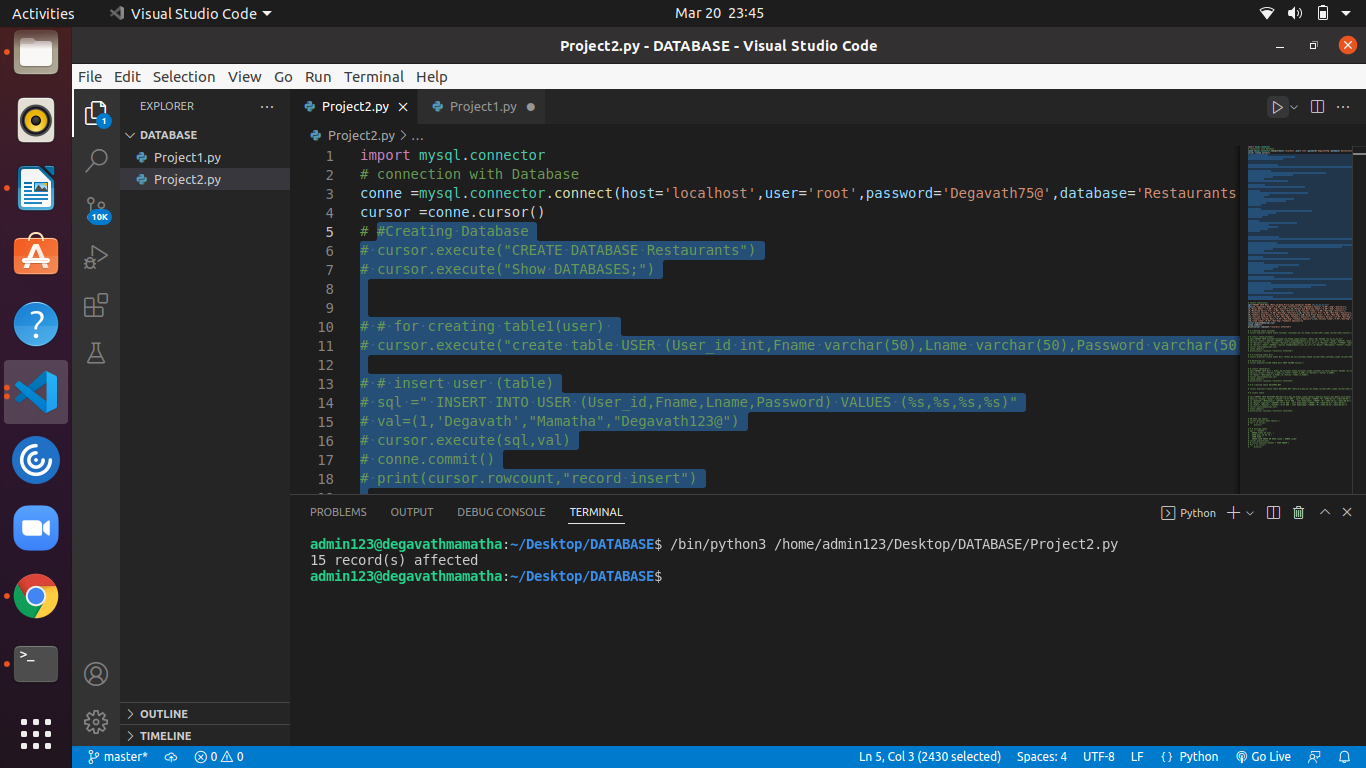 Activities
Visual Studio Code
Mar 20 23:45
Project2.py - DATABASE - Visual Studio Code
File Edit Selection View Go Run Terminal Help
EXPLORER
Project2.py
Project1.py
DATABASE
Project2.py > ...
Project1.py
Project2.py
1
10K
1 import mysql.connector
2 # connection with Database
3 conne =mysql.connector.connect(host='localhost',user='root',password='Degavath75@',database='Restaurants
4 cursor =conne.cursor()
5 # #Creating Database
6 # cursor.execute("CREATE DATABASE Restaurants")
7 # cursor.execute("Show DATABASES;")
8
9
10 # # for creating table1(user)
11 # cursor.execute("create table USER (User_id int,Fname varchar(50),Lname varchar(50),Password varchar(50
12
13 # # insert user (table)
14 # sql =" INSERT INTO USER (User_id,Fname,Lname,Password) VALUES (%s,%s,%s,%s)"
15 # val=(1,'Degavath',"Mamatha","Degavath123@")
16 # cursor.execute(sql,val)
17 # conne.commit()
18 # print(cursor.rowcount,"record insert")
PROBLEMS OUTPUT DEBUG CONSOLE TERMINAL
Python
admin123@degavathmamatha:~/Desktop/DATABASE$ /bin/python3 /home/admin123/Desktop/DATABASE/Project2.py
15 record(s) affected
admin123@degavathmamatha:~/Desktop/DATABASE$
OUTLINE
TIMELINE
master* 0 0
Ln 5, Col 3 (2430 selected) Spaces: 4 UTF-8 LF { } Python Go Live